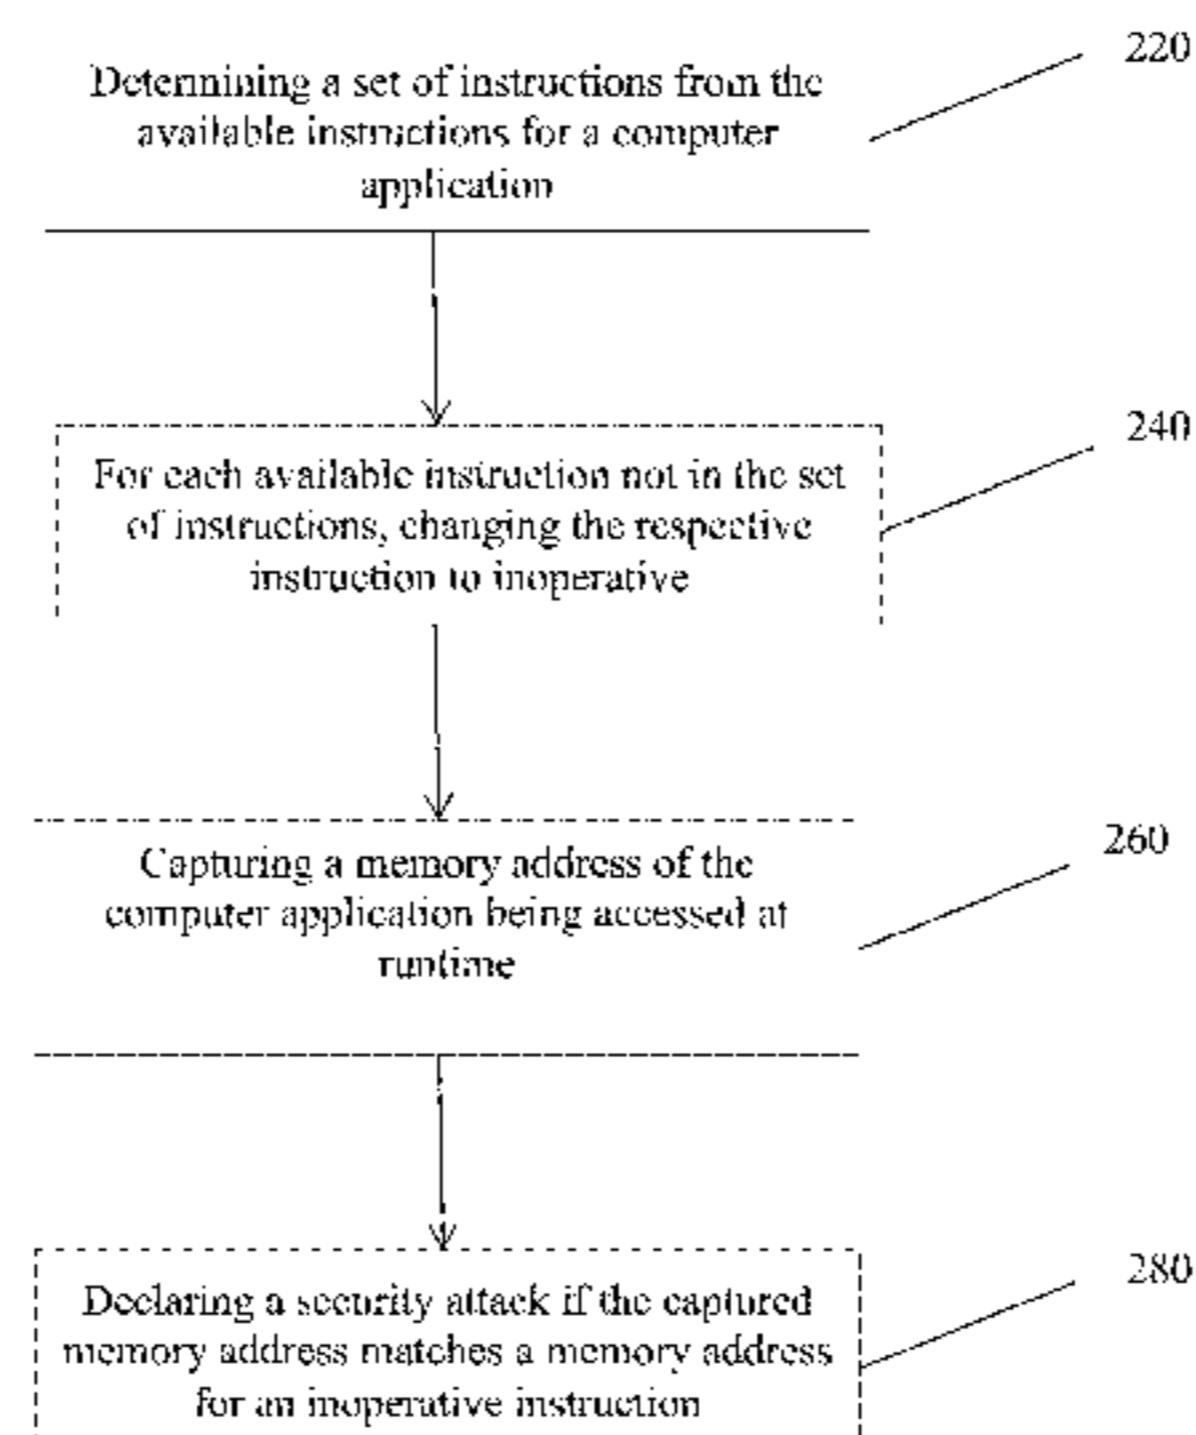 220
Determining a set of instructions from the
available instructions for a computer
application
240
For each available instruction not in the set
of instructions, changing the respective
instruction to inoperative
260
Capturing a memory address of the
computer application being accessed at
runtime
280
Declaring a security attack if the captured
memory address matches a memory address
for an inoperative instruction